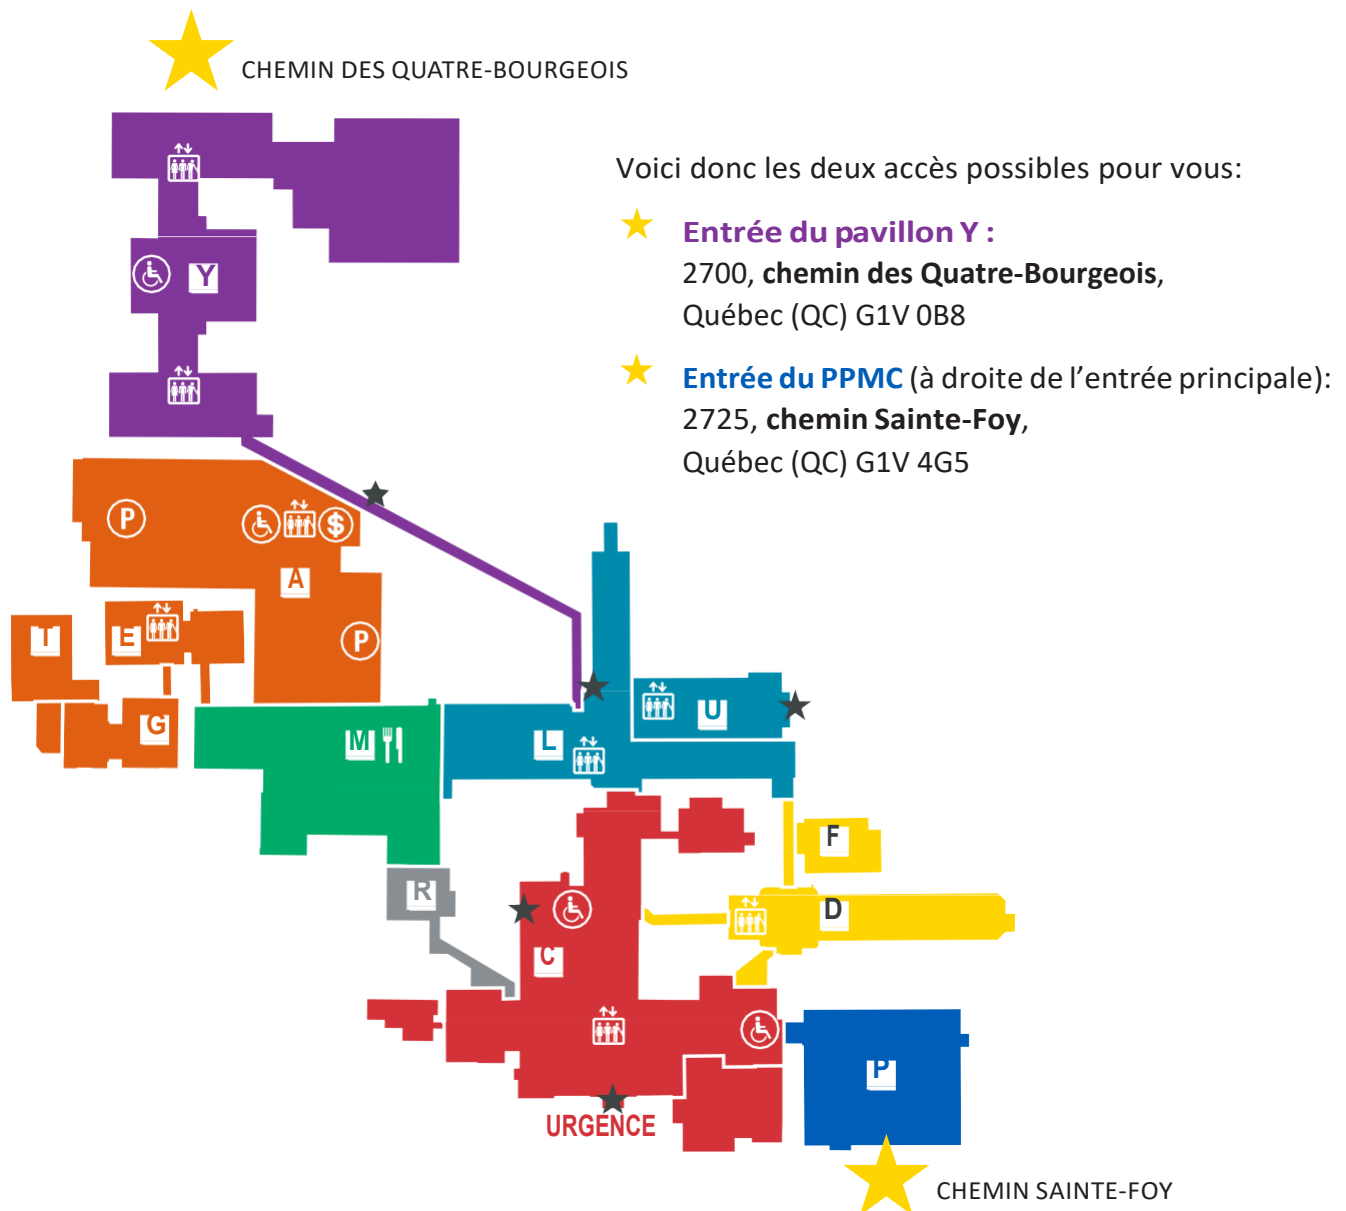 CHEMIN DES QUATRE-BOURGEOIS
Voici donc les deux accès possibles pour vous:
Entrée du pavillon Y :
2700, chemin des Quatre-Bourgeois,
Québec (QC) G1V 0B8
Entrée du PPMC (à droite de l’entrée principale):
2725, chemin Sainte-Foy,
Québec (QC) G1V 4G5
Y
P
$
A
P
T
E
G
M
L
U
F
R
D
C
P
URGENCE
CHEMIN SAINTE-FOY